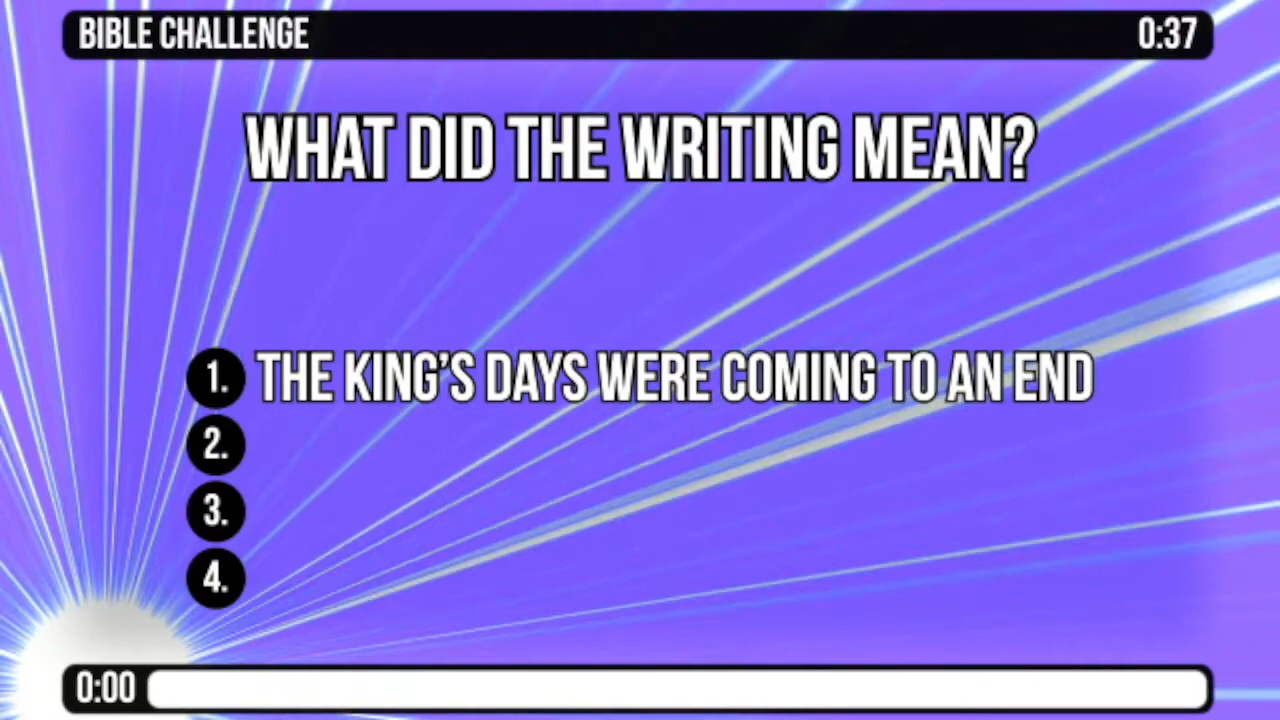 BIBLE CHALLENGE
0:37
WHAT DID THE WRITING MEAN?
1. THE KING'S DAYS WERE COMING TO AN END
2.
3.
4.
0:00